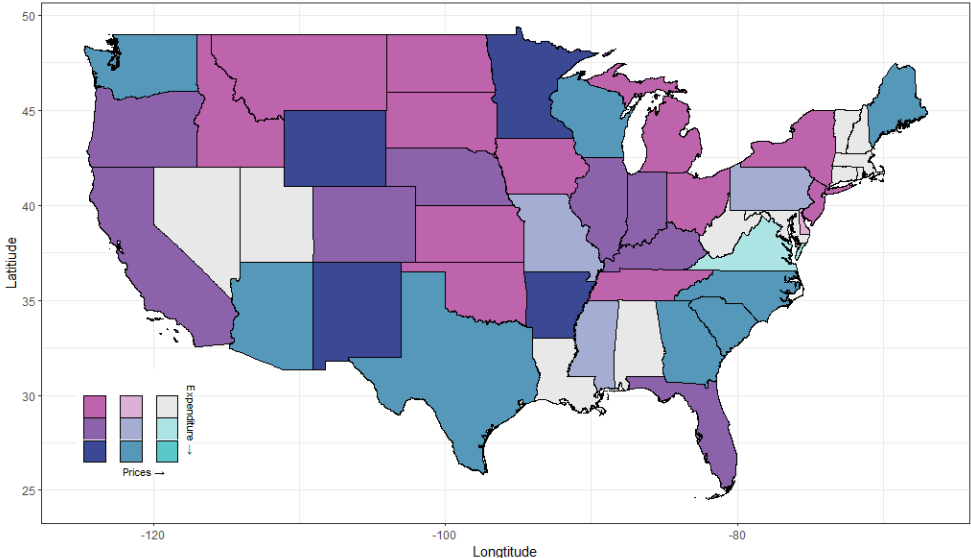 50
45
40
35
30
25
Latitude
Expenditure →
Prices →
-120
-100
-80
Longtitude